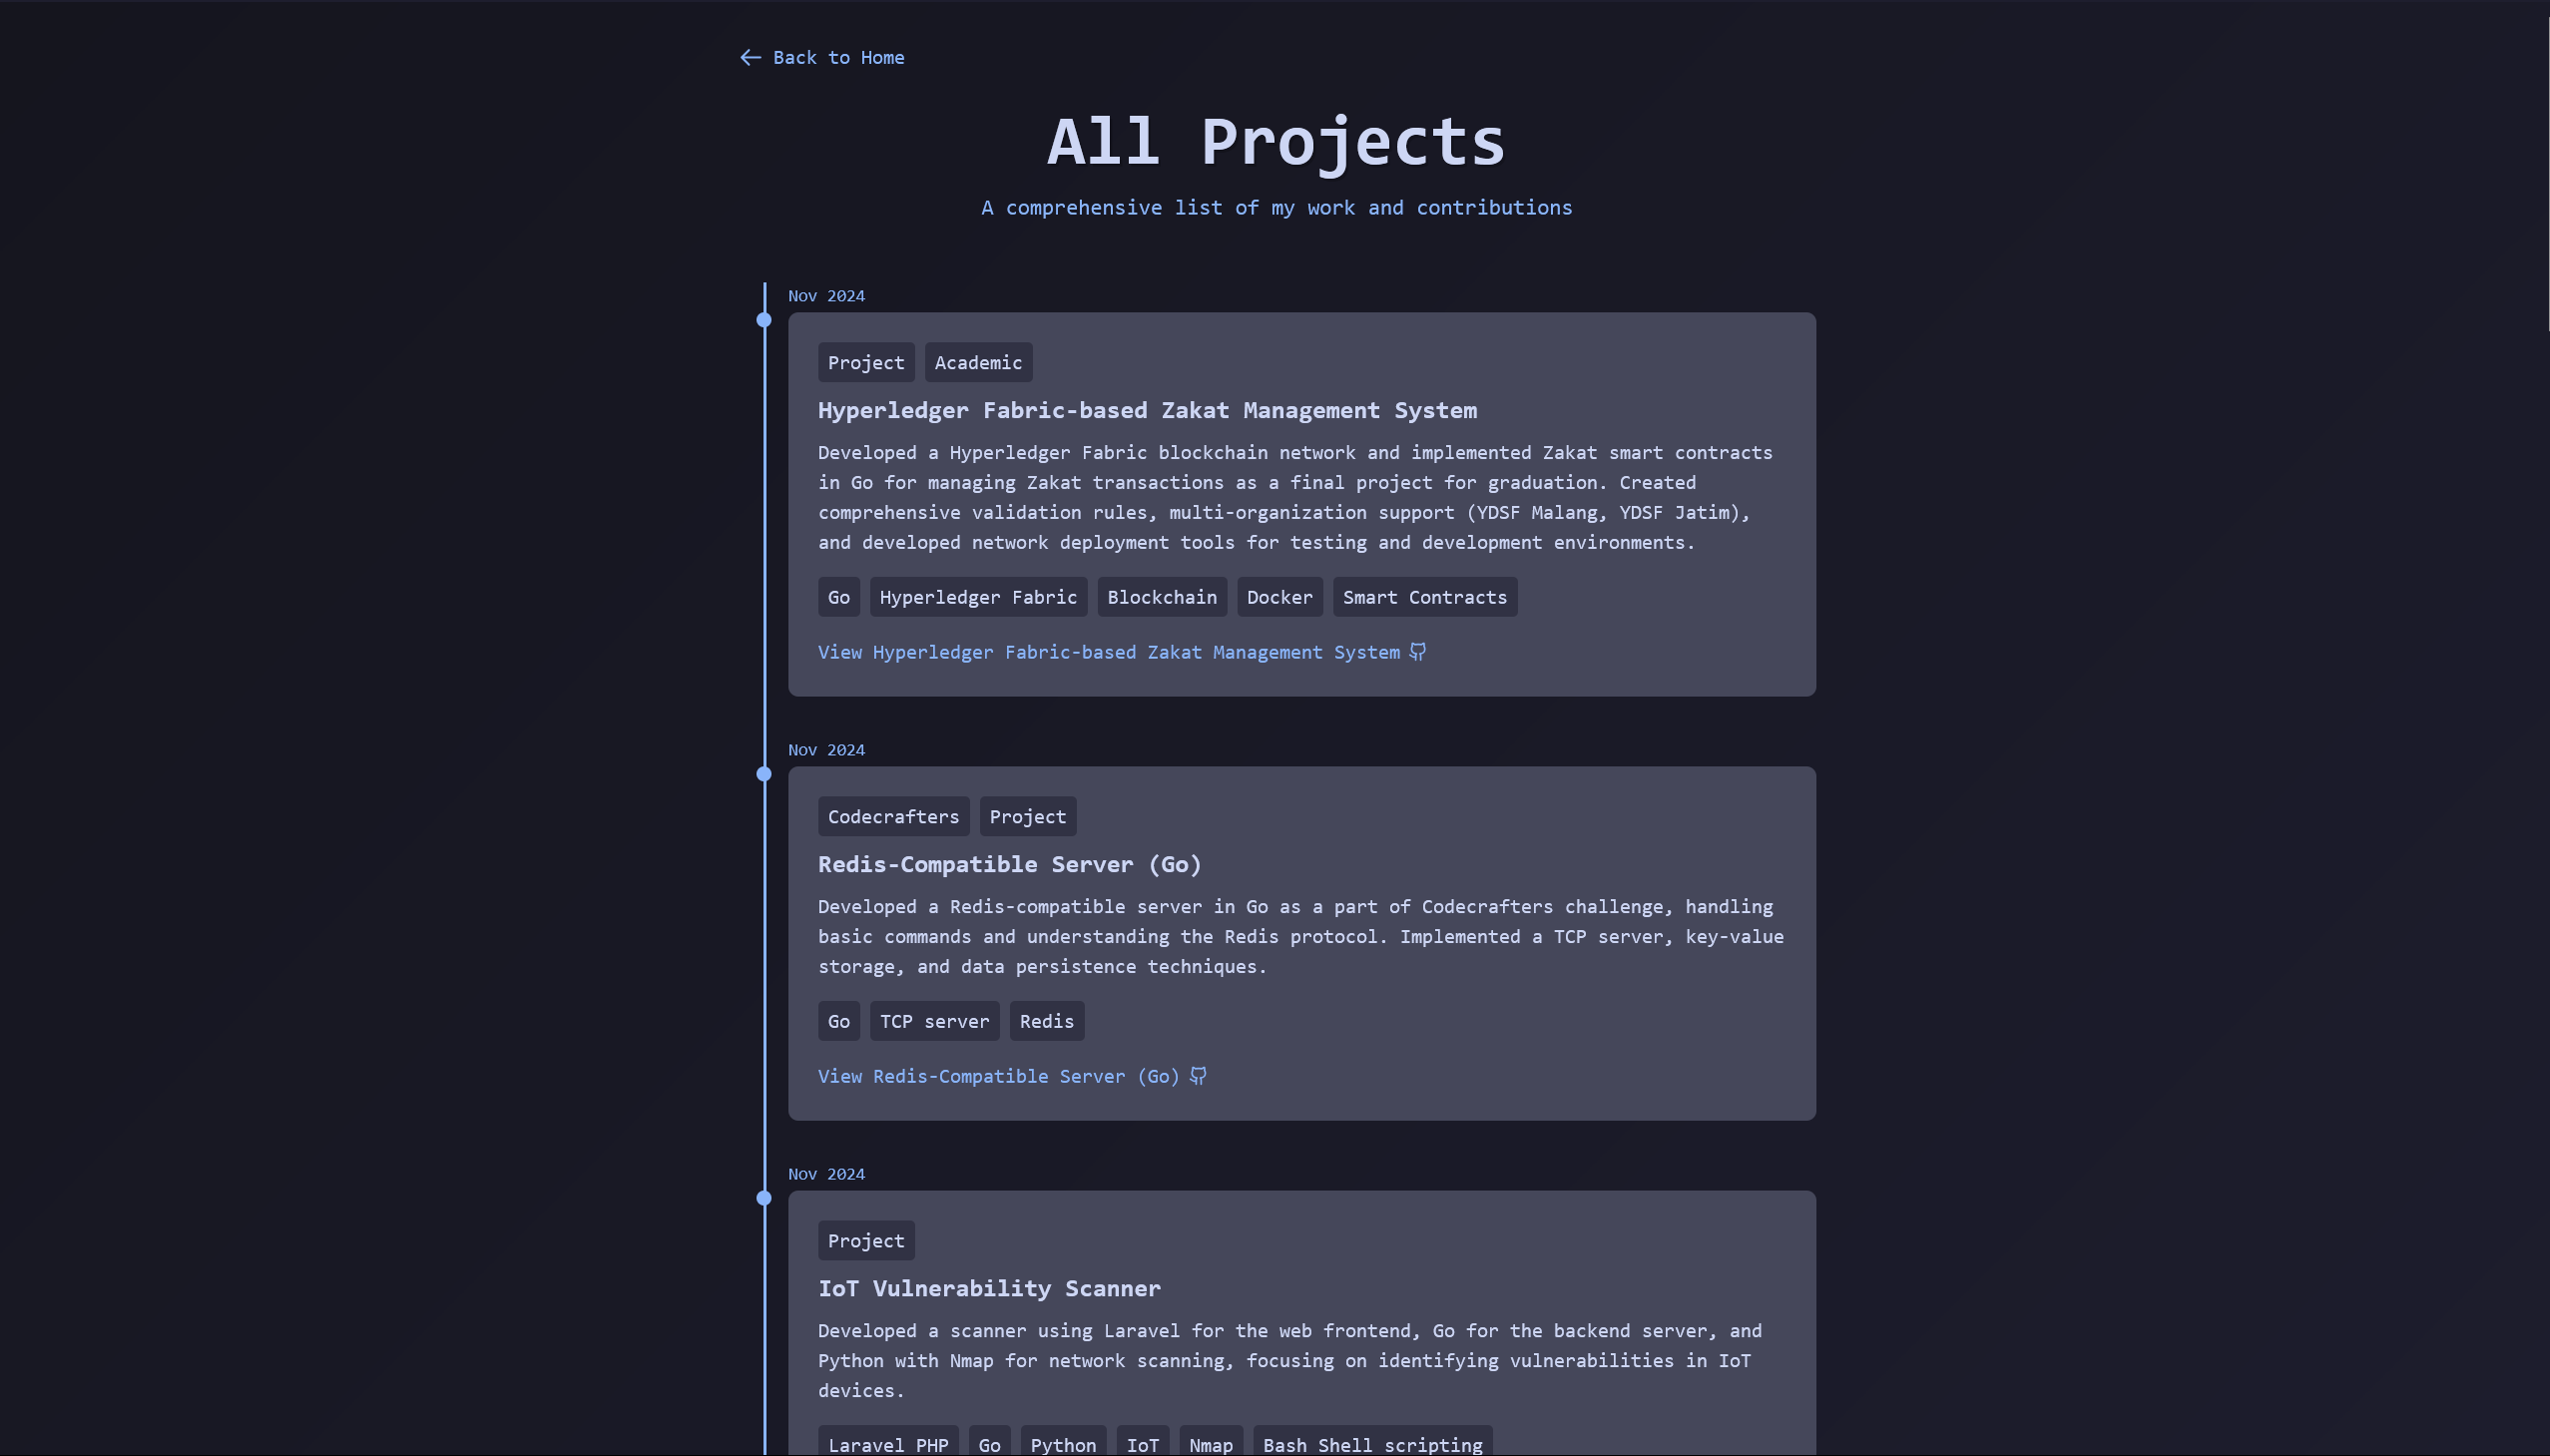 Back to Home
All Projects
A comprehensive list of my work and contributions
Nov 2024
Project Academic
Hyperledger Fabric-based Zakat Management System
Developed a Hyperledger Fabric blockchain network and implemented Zakat smart contracts
in Go for managing Zakat transactions as a final project for graduation. Created
comprehensive validation rules, multi-organization support (YDSF Malang, YDSF Jatim),
and developed network deployment tools for testing and development environments.
Go Hyperledger Fabric Blockchain Docker Smart Contracts
View Hyperledger Fabric-based Zakat Management System
Nov 2024
Codecrafters Project
Redis-Compatible Server (Go)
Developed a Redis-compatible server in Go as a part of Codecrafters challenge, handling
basic commands and understanding the Redis protocol. Implemented a TCP server, key-value
storage, and data persistence techniques.
Go TCP server Redis
View Redis-Compatible Server (Go)
Nov 2024
Project
IoT Vulnerability Scanner
Developed a scanner using Laravel for the web frontend, Go for the backend server, and
Python with Nmap for network scanning, focusing on identifying vulnerabilities in IoT
devices.
Laravel PHP Go Python IoT Nmap Bash Shell scripting